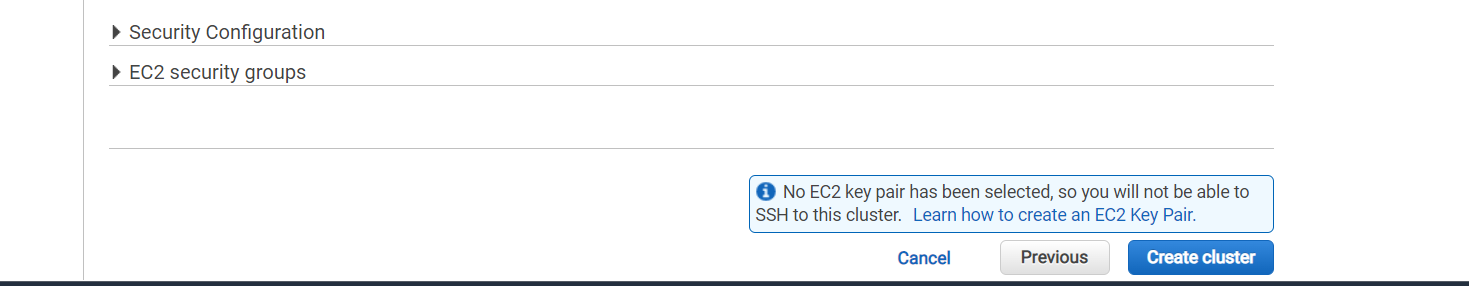 Security Configuration
EC2 security groups
No EC2 key pair has been selected, so you will not be able to
SSH to this cluster. Learn how to create an EC2 Key Pair.
Cancel Previous Create cluster